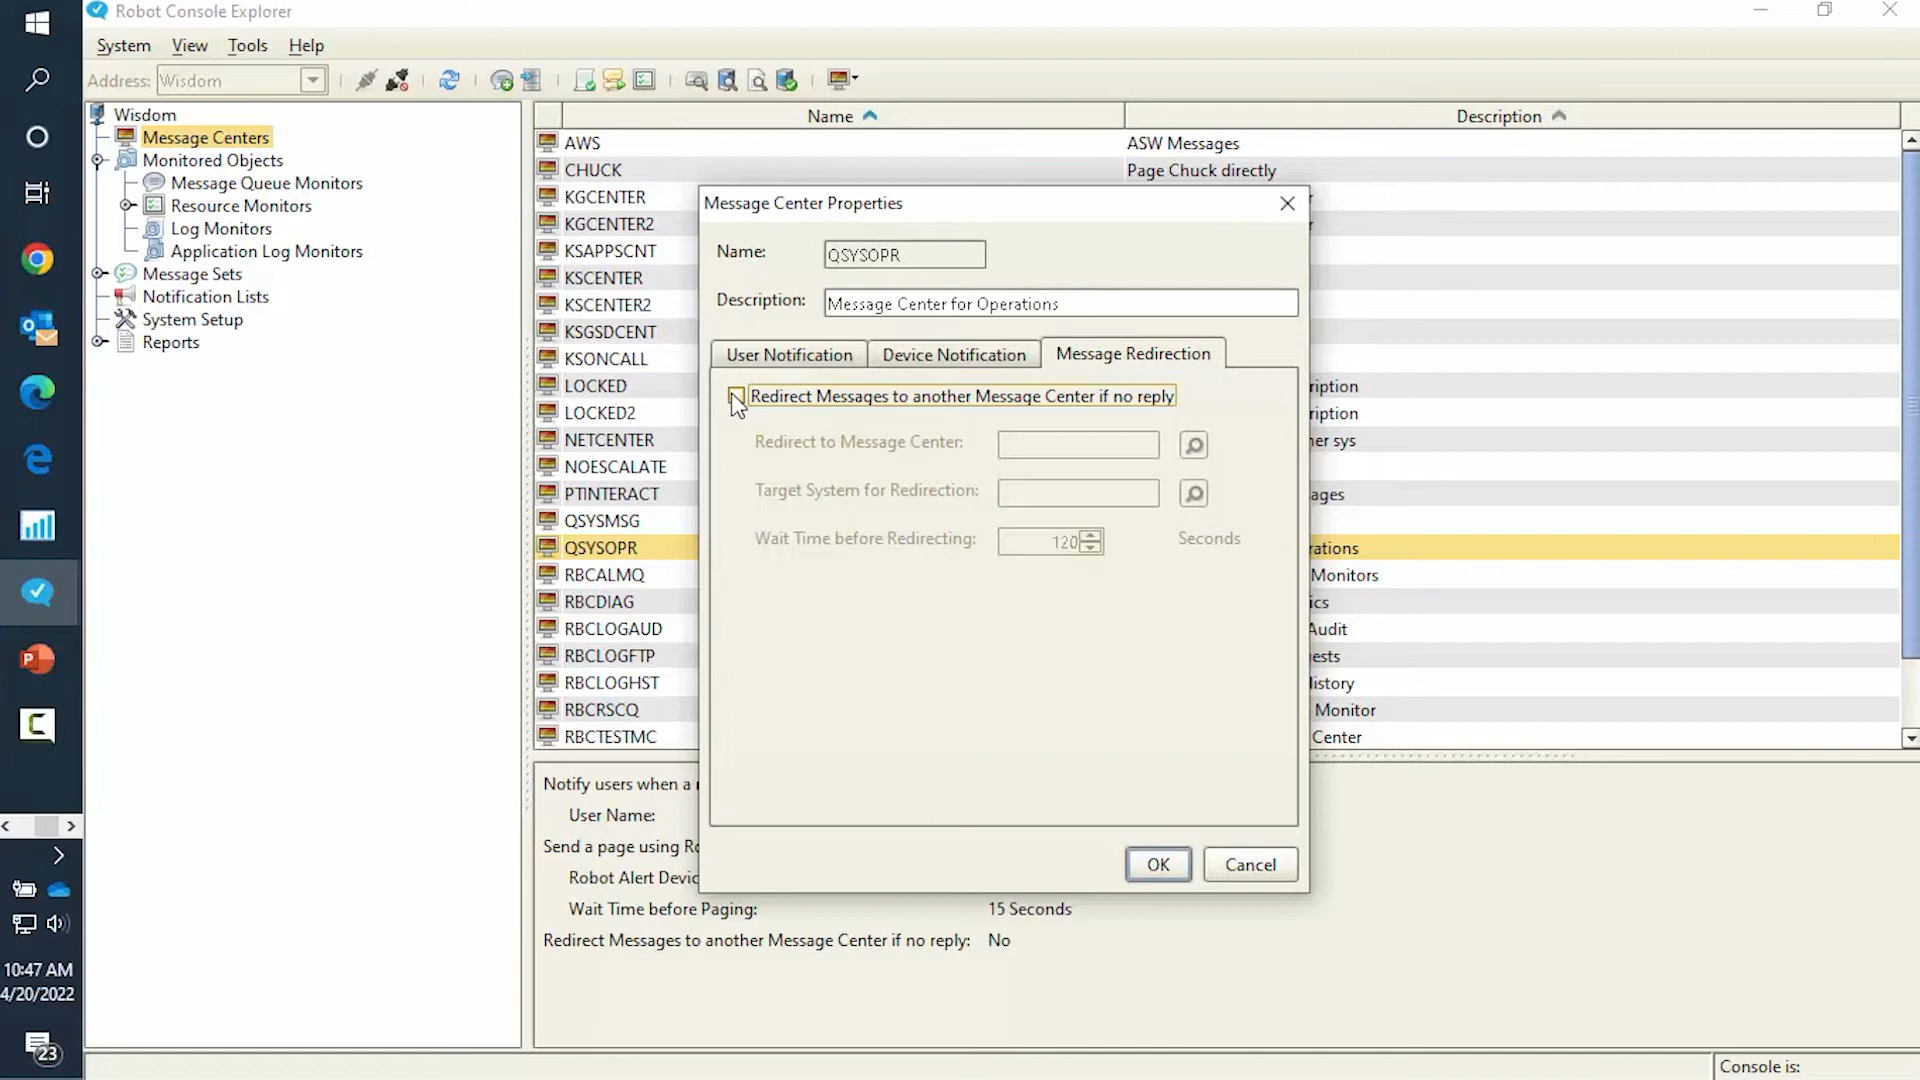 Robot Console Explorer
System View Tools Help
Address: Wisdom
Wisdom
Message Centers
Monitored Objects
Message Queue Monitors
Resource Monitors
Log Monitors
Application Log Monitors
Message Sets
Notification Lists
System Setup
Reports
Name Description
AWS ASW Messages
CHUCK Page Chuck directly
KGCENTER
KGCENTER2
KSAPPSCNT
KSCENTER
KSCENTER2
KSGSDCENT
KSONCALL
LOCKED ription
LOCKED2 ription
NETCENTER ner sys
NOESCALATE
PTINTERACT ages
QSYSMSG
QSYSOPR rations
RBCALMQ Monitors
RBCDIAG ics
RBCLOGAUD Audit
RBCLOGFTP ests
RBCLOGHST History
RBCRSCQ Monitor
RBCTESTMC Center
Message Center Properties
Name: QSYSOPR
Description: Message Center for Operations
User Notification Device Notification Message Redirection
Redirect Messages to another Message Center if no reply
Redirect to Message Center:
Target System for Redirection:
Wait Time before Redirecting: 120 Seconds
OK Cancel
Notify users when a
User Name:
Send a page using Ro
Robot Alert Devic
Wait Time before Paging: 15 Seconds
Redirect Messages to another Message Center if no reply: No
10:47 AM
4/20/2022
23
Console is: